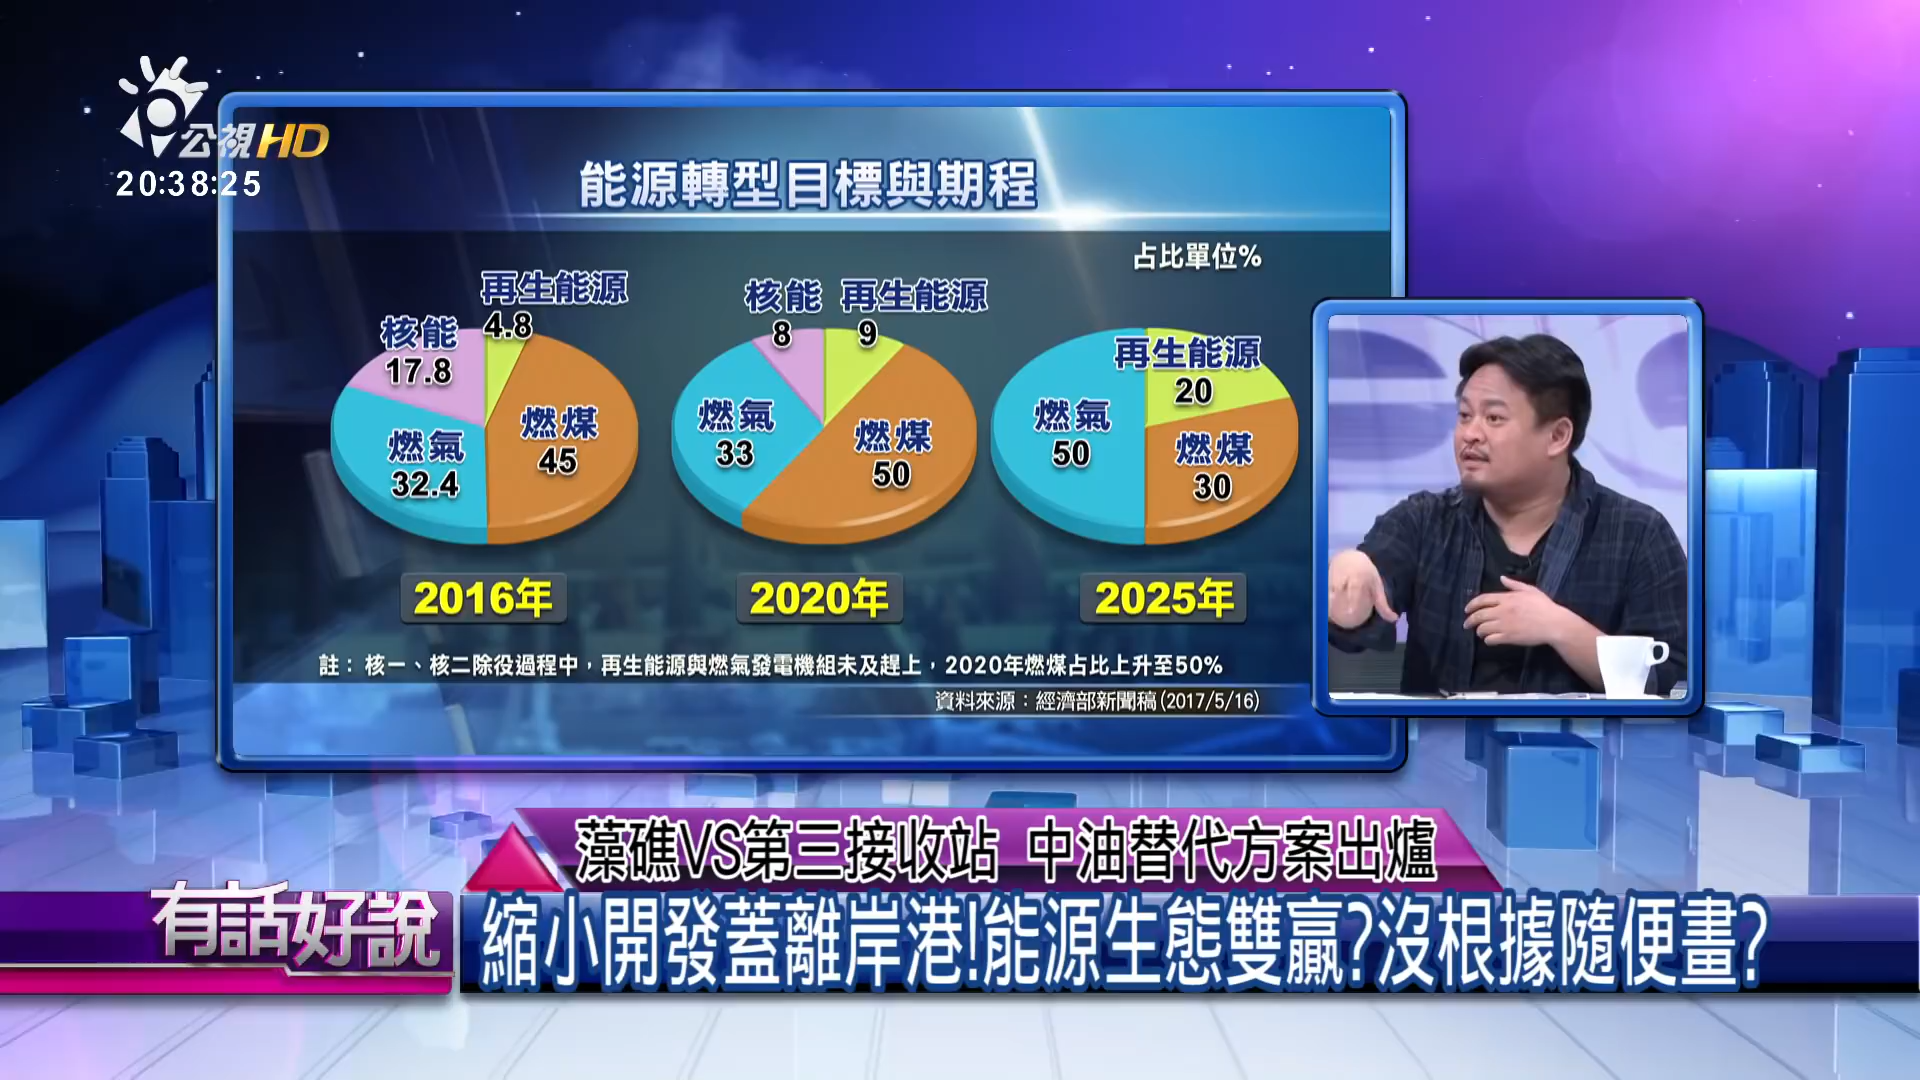 公視HD
20:38:25
能源轉型目標與期程
占比單位%
再生能源
4.8
核能
17.8
燃氣
32.4
燃煤
45
2016年
核能
8
再生能源
9
燃氣
33
燃煤
50
2020年
再生能源
20
燃氣
50
燃煤
30
2025年
註：核一、核二除役過程中，再生能源與燃氣發電機組未及趕上，2020年燃煤占比上升至50%
資料來源：經濟部新聞稿(2017/5/16)
藻礁VS第三接收站 中油替代方案出爐
有話好說
縮小開發蓋離岸港!能源生態雙贏?沒根據隨便畫?